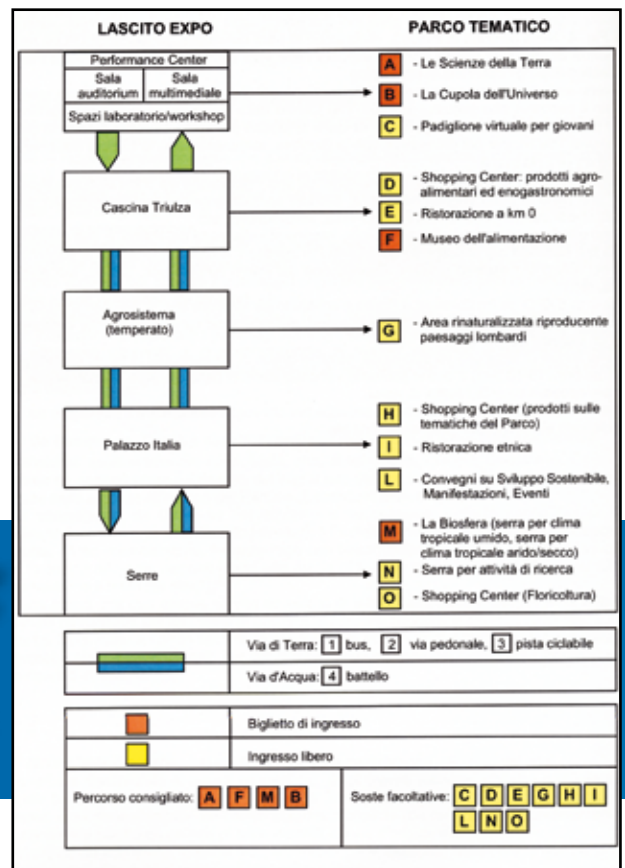 LASCITO EXPO
PARCO TEMATICO
Performance Center
Sala auditorium
Sala multimediale
Spazi laboratorio/workshop
A - Le Scienze della Terra
B - La Cupola dell'Universo
C - Padiglione virtuale per giovani
Cascina Triulza
D - Shopping Center: prodotti agro-
alimentari ed enogastronomici
E - Ristorazione a km 0
F - Museo dell'alimentazione
Agrosistema
(temperato)
G - Area rinaturalizzata riproducente
paesaggi lombardi
Palazzo Italia
H - Shopping Center (prodotti sulle
tematiche del Parco)
I - Ristorazione etnica
L - Convegni su Sviluppo Sostenibile,
Manifestazioni, Eventi
Serre
M - La Biosfera (serra per clima
tropicale umido, serra per
clima tropicale arido/secco)
N - Serra per attività di ricerca
O - Shopping Center (Floricoltura)
Via di Terra: 1 bus, 2 via pedonale, 3 pista ciclabile
Via d'Acqua: 4 battello
Biglietto di ingresso
Ingresso libero
Percorso consigliato: A F M B
Soste facoltative: C D E G H I
L N O